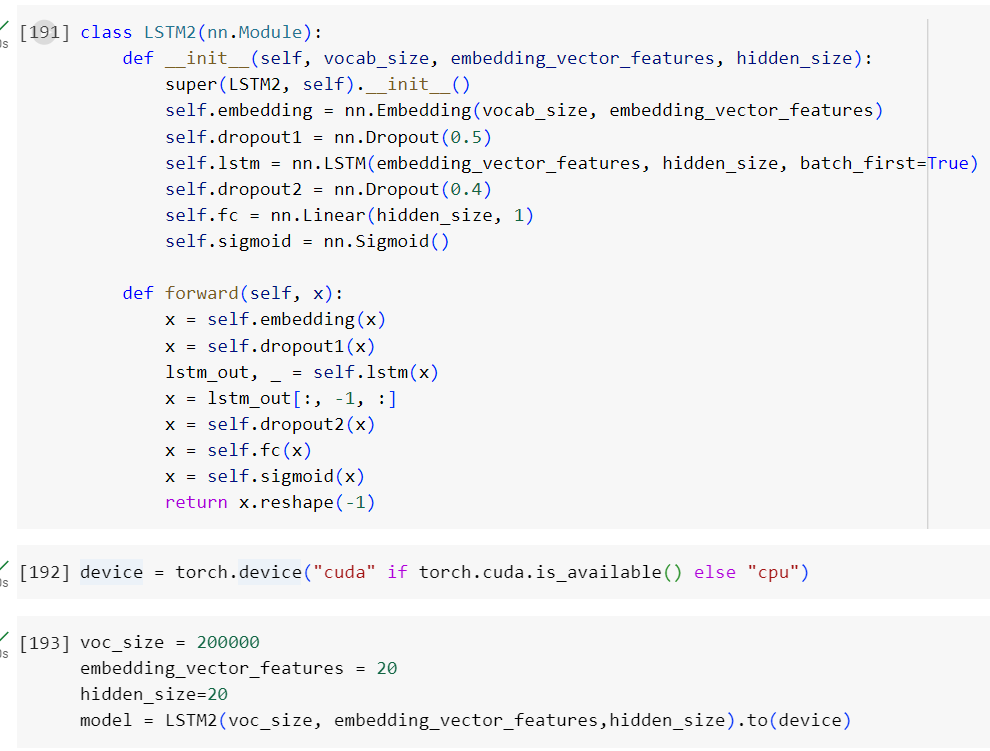 [191] class LSTM2(nn.Module):
    def __init__(self, vocab_size, embedding_vector_features, hidden_size):
        super(LSTM2, self).__init__()
        self.embedding = nn.Embedding(vocab_size, embedding_vector_features)
        self.dropout1 = nn.Dropout(0.5)
        self.lstm = nn.LSTM(embedding_vector_features, hidden_size, batch_first=True)
        self.dropout2 = nn.Dropout(0.4)
        self.fc = nn.Linear(hidden_size, 1)
        self.sigmoid = nn.Sigmoid()
    def forward(self, x):
        x = self.embedding(x)
        x = self.dropout1(x)
        lstm_out, _ = self.lstm(x)
        x = lstm_out[:, -1, :]
        x = self.dropout2(x)
        x = self.fc(x)
        x = self.sigmoid(x)
        return x.reshape(-1)
[192] device = torch.device("cuda" if torch.cuda.is_available() else "cpu")
[193] voc_size = 200000
embedding_vector_features = 20
hidden_size=20
model = LSTM2(voc_size, embedding_vector_features,hidden_size).to(device)